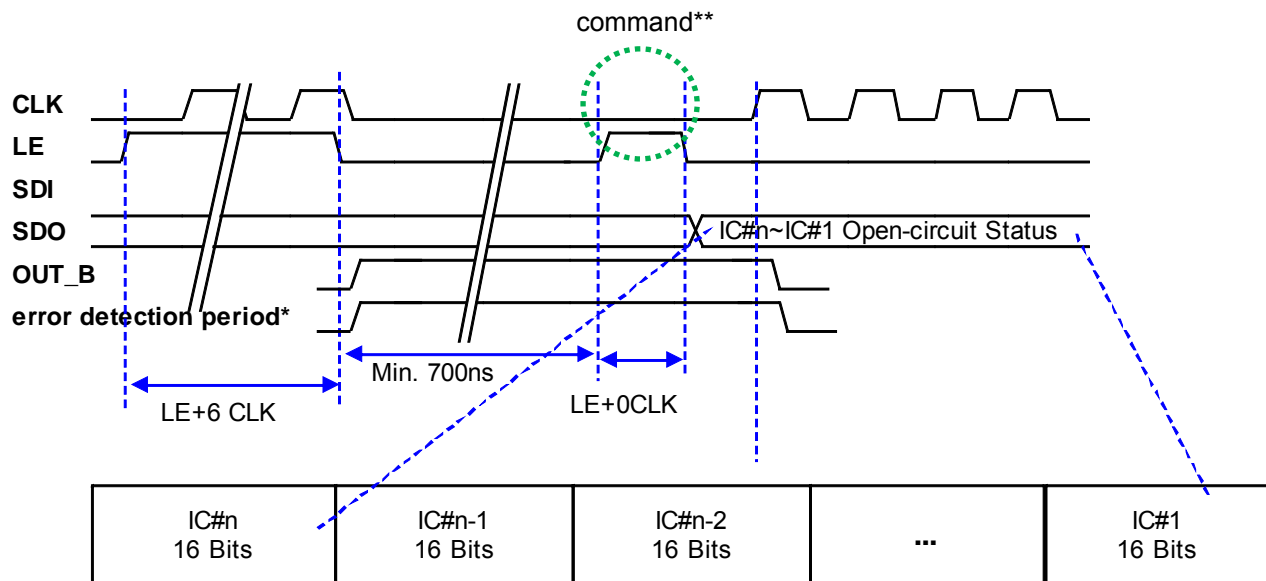 command**
CLK
LE
SDI
SDO
IC#n~IC#1 Open-circuit Status
OUT_B
error detection period*
Min. 700ns
LE+6 CLK
LE+0CLK
IC#n
16 Bits
IC#n-1
16 Bits
IC#n-2
16 Bits
...
IC#1
16 Bits